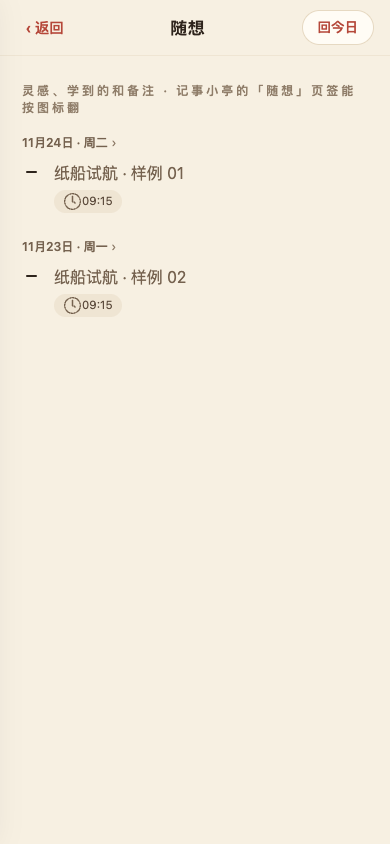 ‹ 返回
随想
回今日
灵感、学到的和备注 · 记事小亭的「随想」页签能
按图标翻
11月24日 · 周二 ›
– 纸船试航 · 样例 01
09:15
11月23日 · 周一 ›
– 纸船试航 · 样例 02
09:15